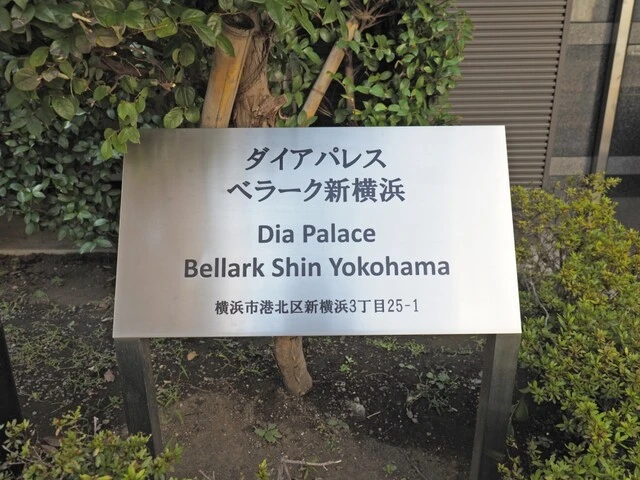 ダイアパレス
ベラーク新横浜
Dia Palace
Bellark Shin Yokohama
横浜市港北区新横浜3丁目25-1